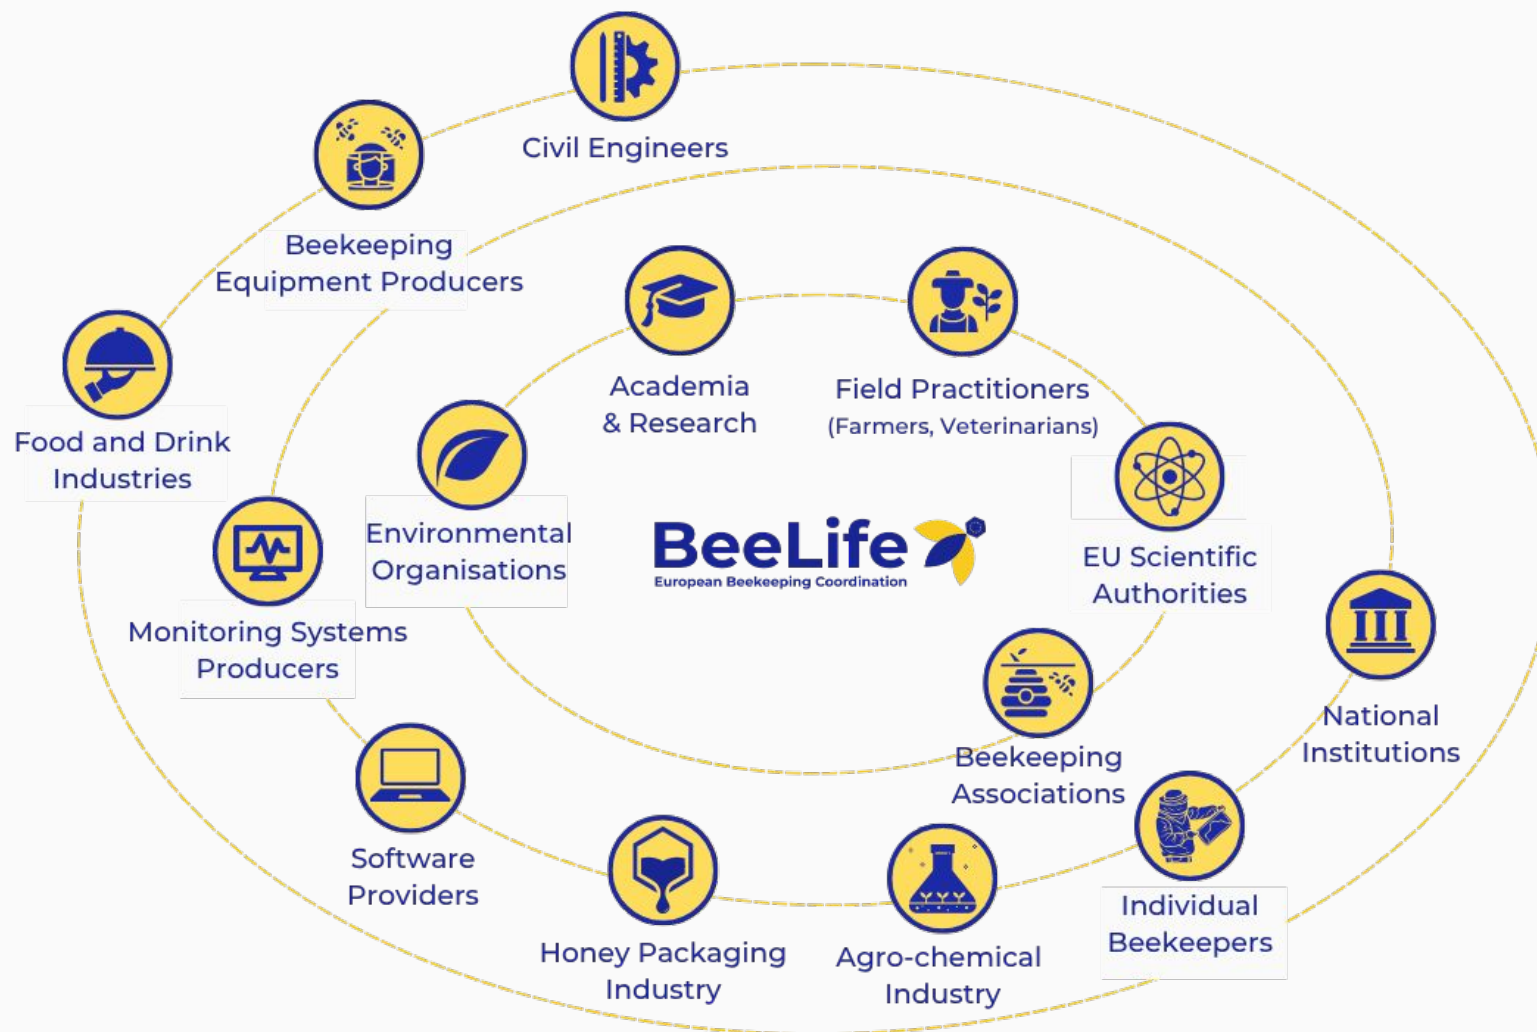 Civil Engineers
Beekeeping
Equipment Producers
Academia
& Research
Field Practitioners
(Farmers, Veterinarians)
Food and Drink
Industries
Environmental
Organisations
BeeLife
European Beekeeping Coordination
EU Scientific
Authorities
Monitoring Systems
Producers
National
Institutions
Beekeeping
Associations
Software
Providers
Individual
Beekeepers
Honey Packaging
Industry
Agro-chemical
Industry